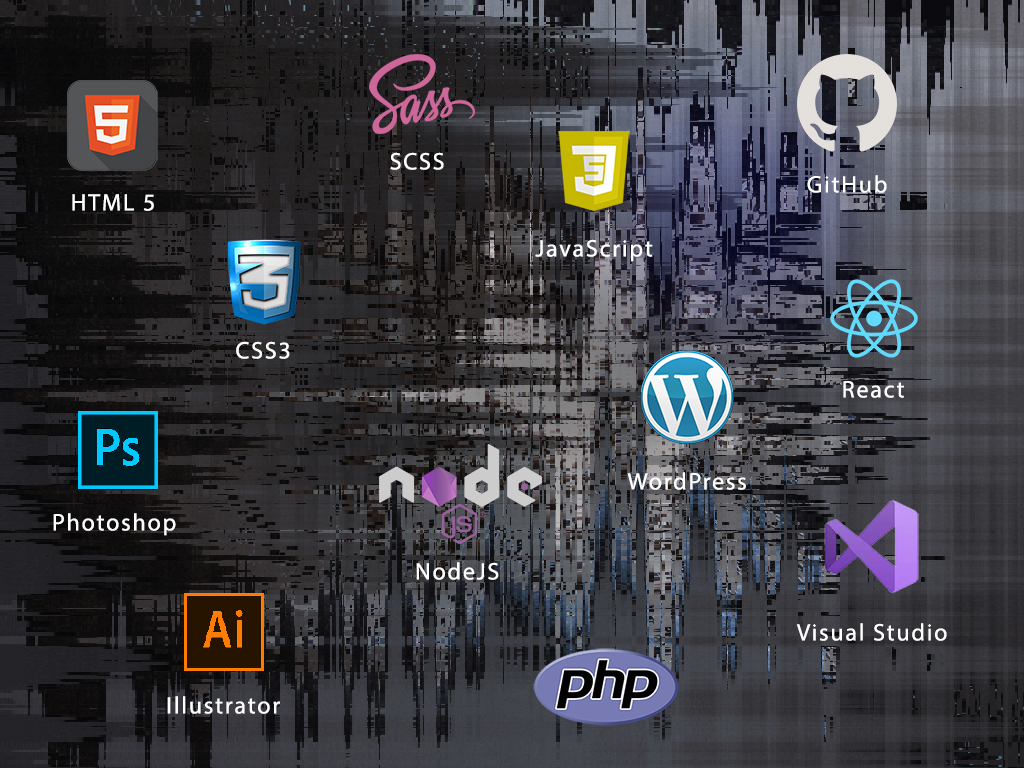 5
HTML 5
Sass
SCSS
5
JavaScript
GitHub
3
CSS3
React
W
WordPress
Ps
Photoshop
node
JS
NodeJS
Visual Studio
Ai
Illustrator
php